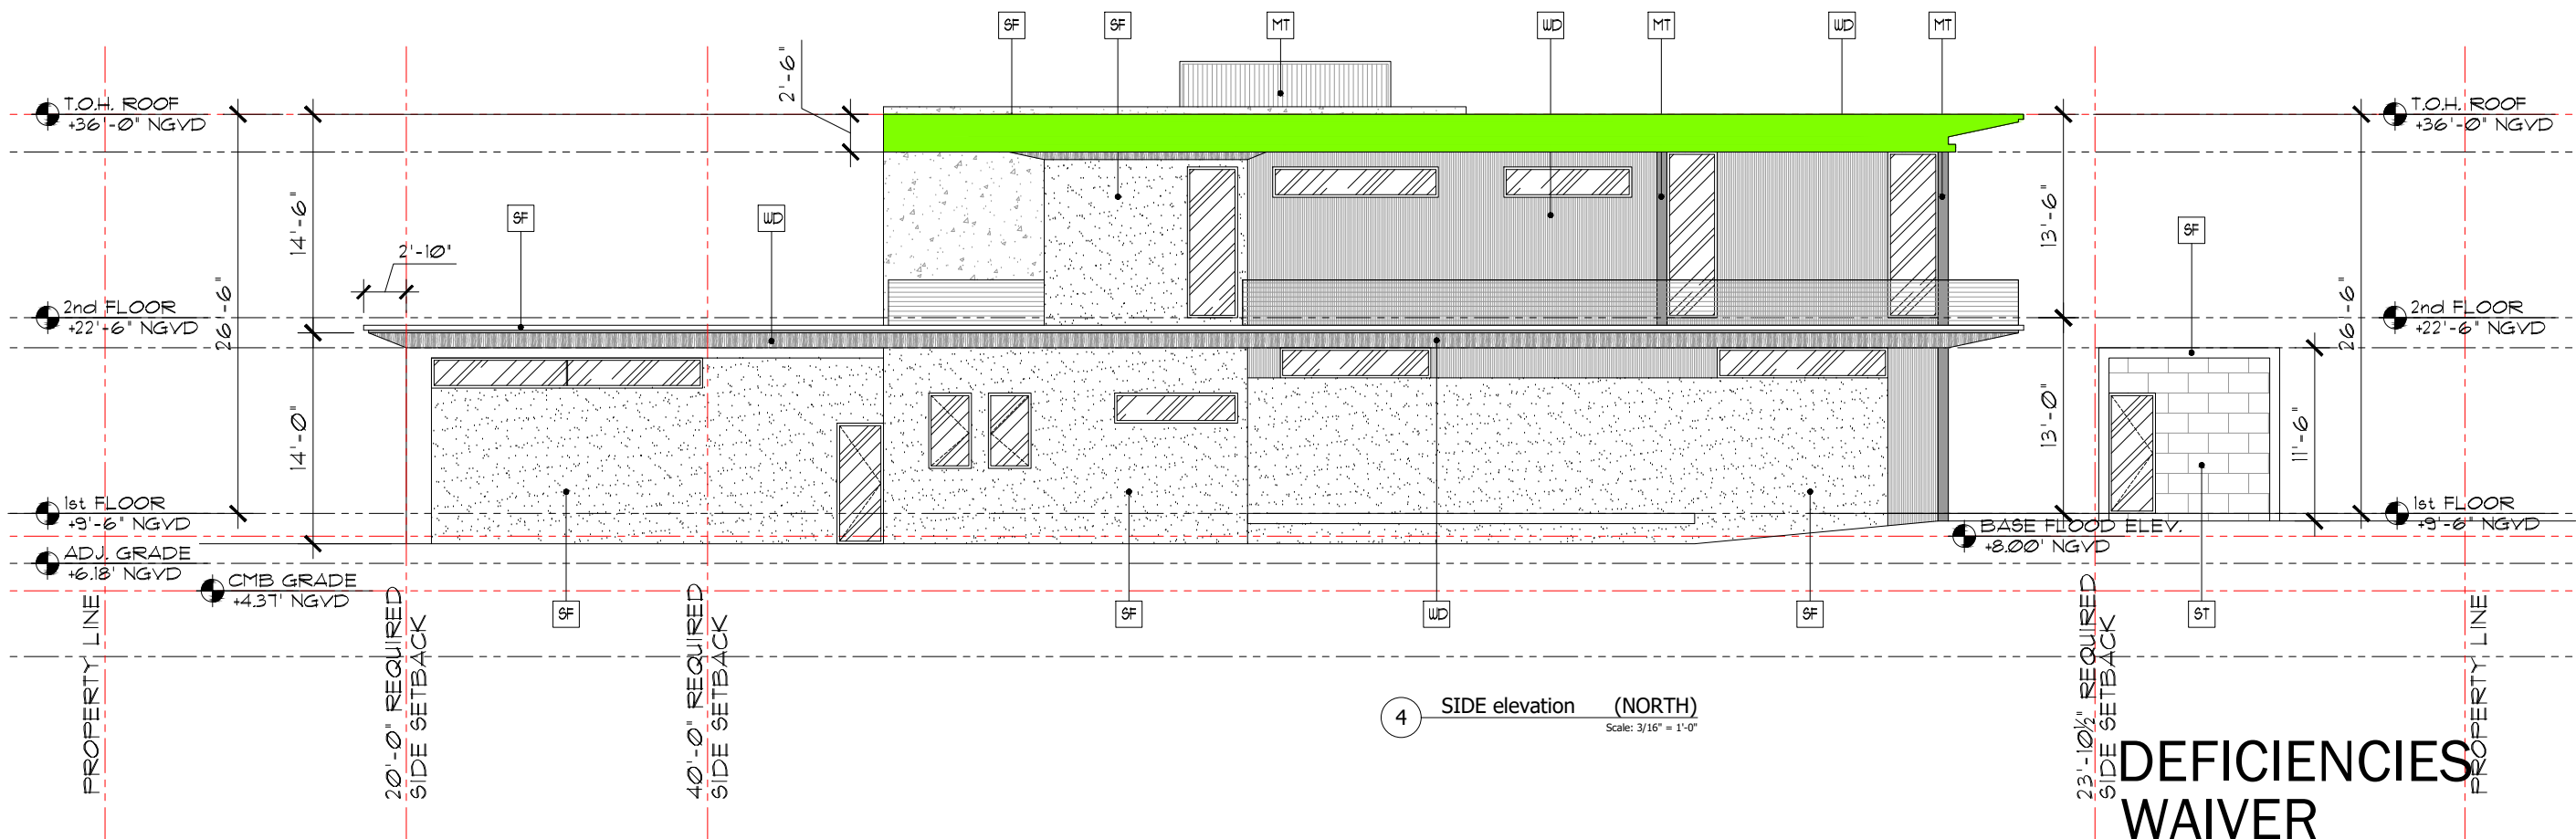 SF
SF
MT
WD
MT
WD
MT
2'-6"
T.O.H. ROOF
+36'-0" NGVD
T.O.H. ROOF
+36'-0" NGVD
14'-6"
26'-6"
2'-10"
SF
WD
13'-6"
SF
26'-6"
2nd FLOOR
+22'-6" NGVD
2nd FLOOR
+22'-6" NGVD
14'-0"
13'-0"
11'-6"
1st FLOOR
+9'-6" NGVD
1st FLOOR
+9'-6" NGVD
BASE FLOOD ELEV.
+8.00' NGVD
ADJ. GRADE
+6.18' NGVD
CMB GRADE
+4.37' NGVD
SF
SF
WD
SF
ST
PROPERTY LINE
20'-0" REQUIRED
SIDE SETBACK
40'-0" REQUIRED
SIDE SETBACK
23'-10½" REQUIRED
SIDE SETBACK
PROPERTY LINE
4 SIDE elevation (NORTH)
Scale: 3/16" = 1'-0"
DEFICIENCIES
WAIVER